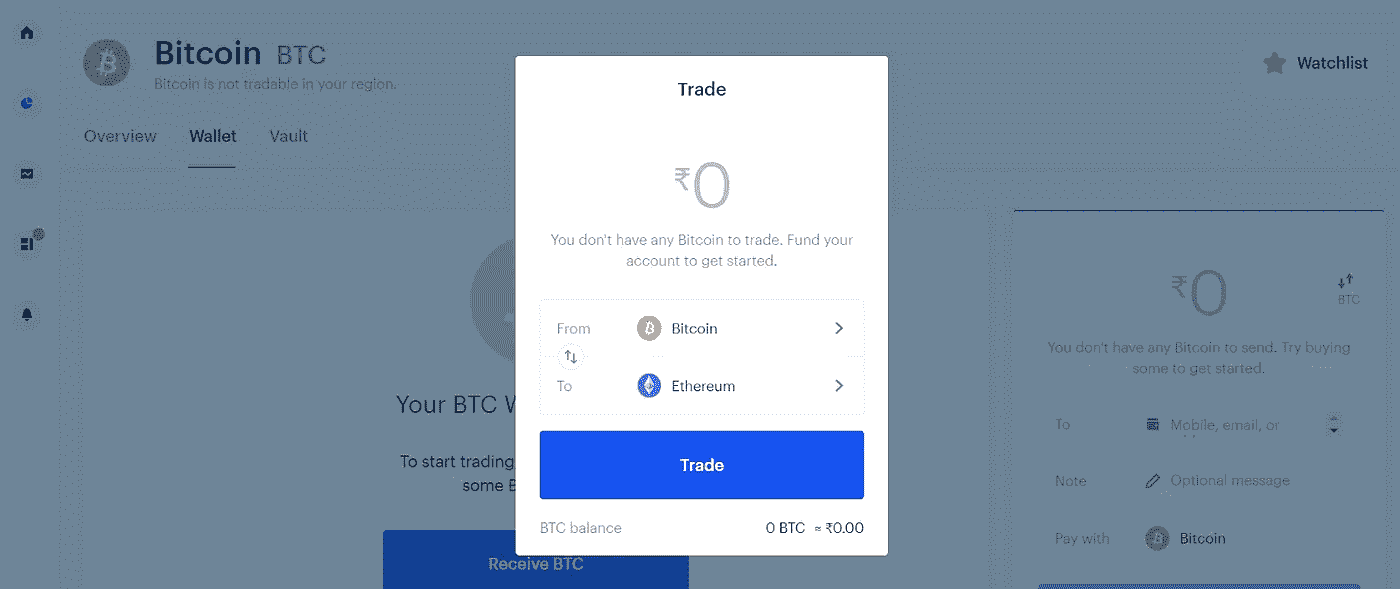 Bitcoin BTC
Bitcoin is not tradable in your region.
Watchlist
Overview Wallet Vault
Trade
₹0
You don't have any Bitcoin to trade. Fund your
account to get started.
From Bitcoin
To Ethereum
Trade
BTC balance 0 BTC ≈ ₹0.00
Your BTC W
To start trading,
some B
Receive BTC
₹0
BTC
You don't have any Bitcoin to send. Try buying
some to get started.
To Mobile, email, or
Note Optional message
Pay with Bitcoin